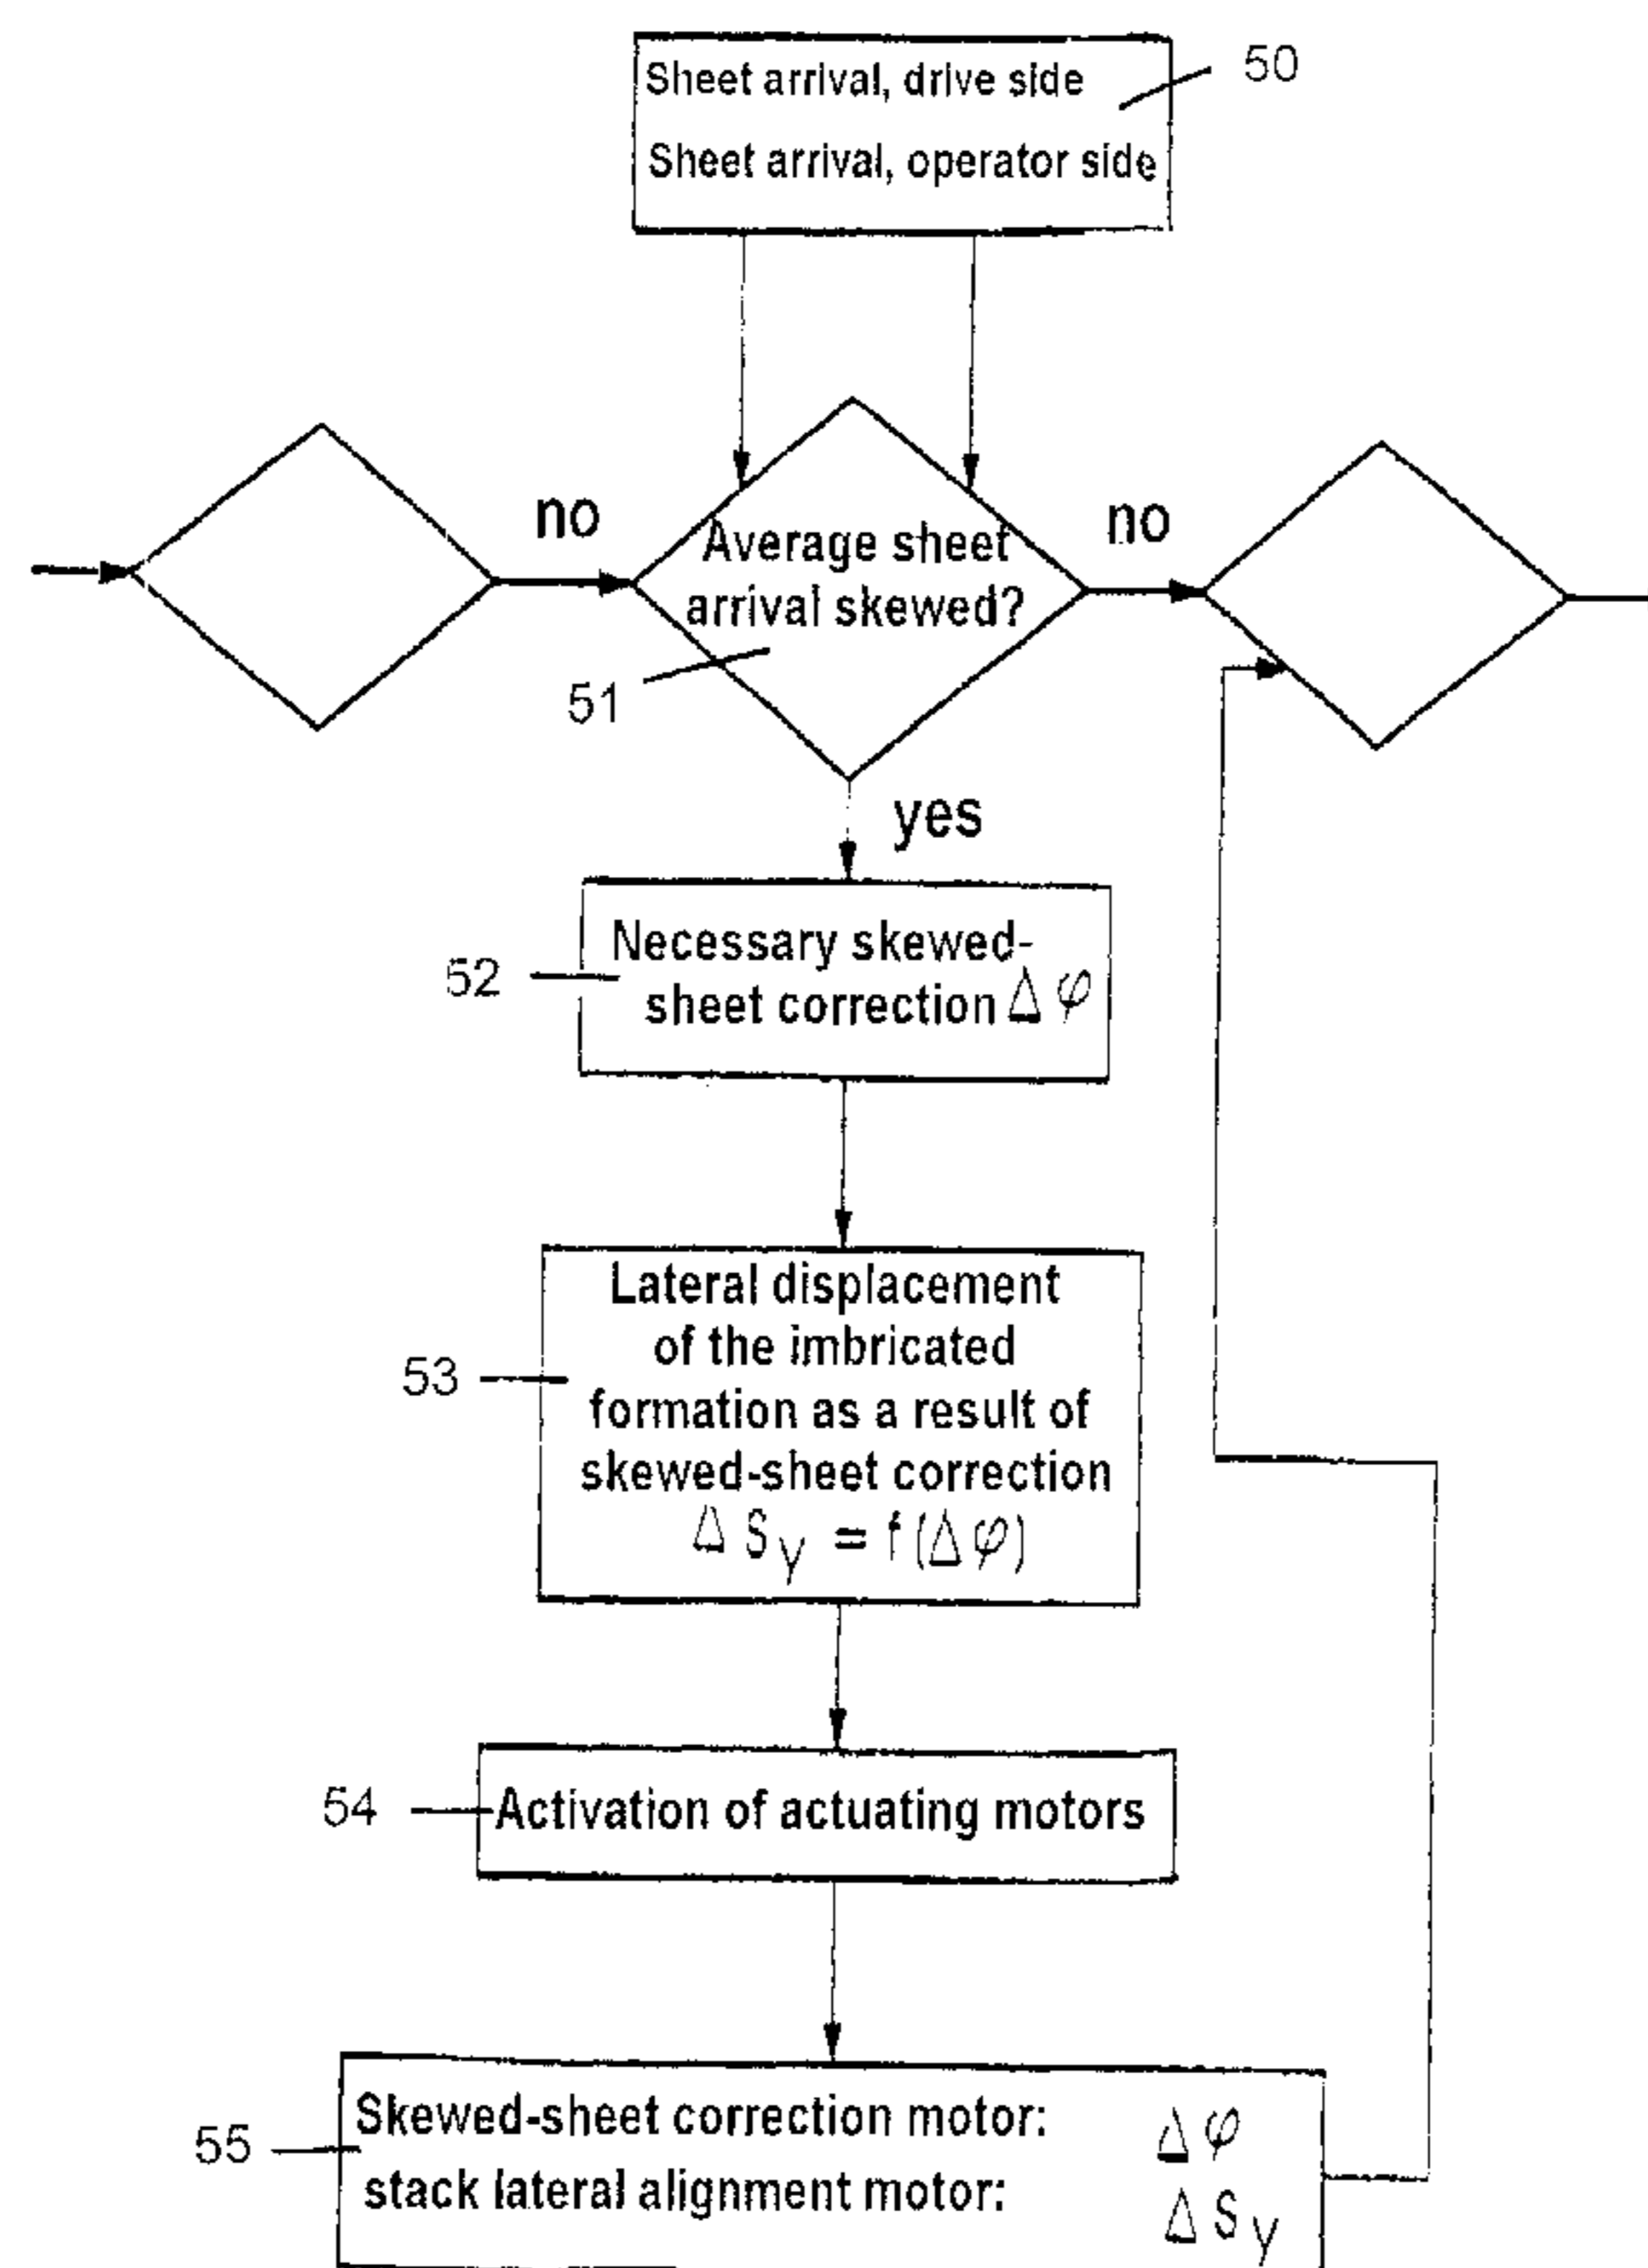 Sheet arrival, drive side
Sheet arrival, operator side
50
no
Average sheet
arrival skewed?
no
51
yes
52
Necessary skewed-
sheet correction Δφ
53
Lateral displacement
of the imbricated
formation as a result of
skewed-sheet correction
ΔSy = f(Δφ)
54
Activation of actuating motors
55
Skewed-sheet correction motor: Δφ
stack lateral alignment motor: ΔSy